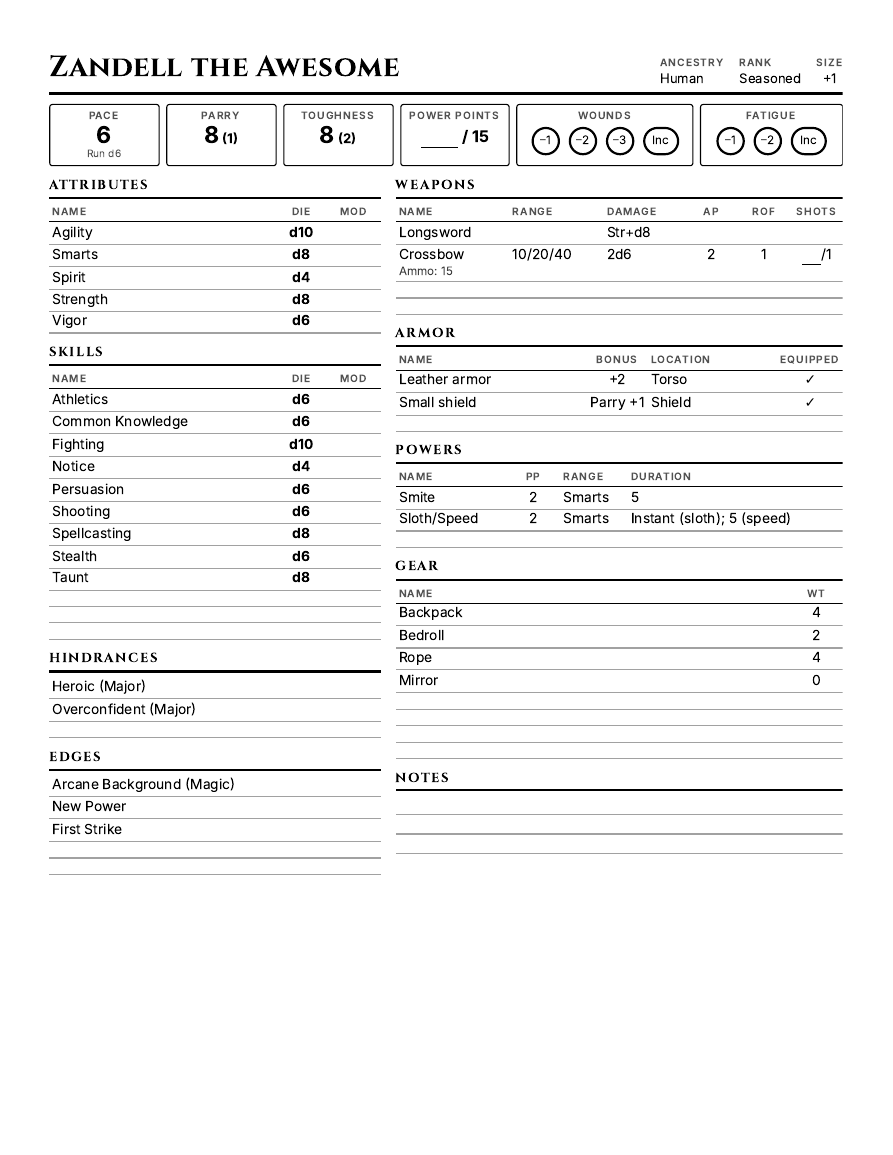 Zandell the Awesome
ANCESTRY RANK SIZE
Human Seasoned +1
PACE
6
Run d6
PARRY
8 (1)
TOUGHNESS
8 (2)
POWER POINTS
____ / 15
WOUNDS
–1 –2 –3 Inc
FATIGUE
–1 –2 Inc
ATTRIBUTES
NAME DIE MOD
Agility d10
Smarts d8
Spirit d4
Strength d8
Vigor d6
SKILLS
NAME DIE MOD
Athletics d6
Common Knowledge d6
Fighting d10
Notice d4
Persuasion d6
Shooting d6
Spellcasting d8
Stealth d6
Taunt d8
HINDRANCES
Heroic (Major)
Overconfident (Major)
EDGES
Arcane Background (Magic)
New Power
First Strike
WEAPONS
NAME RANGE DAMAGE AP ROF SHOTS
Longsword Str+d8
Crossbow 10/20/40 2d6 2 1 __/1
Ammo: 15
ARMOR
NAME BONUS LOCATION EQUIPPED
Leather armor +2 Torso ✓
Small shield Parry +1 Shield ✓
POWERS
NAME PP RANGE DURATION
Smite 2 Smarts 5
Sloth/Speed 2 Smarts Instant (sloth); 5 (speed)
GEAR
NAME WT
Backpack 4
Bedroll 2
Rope 4
Mirror 0
NOTES